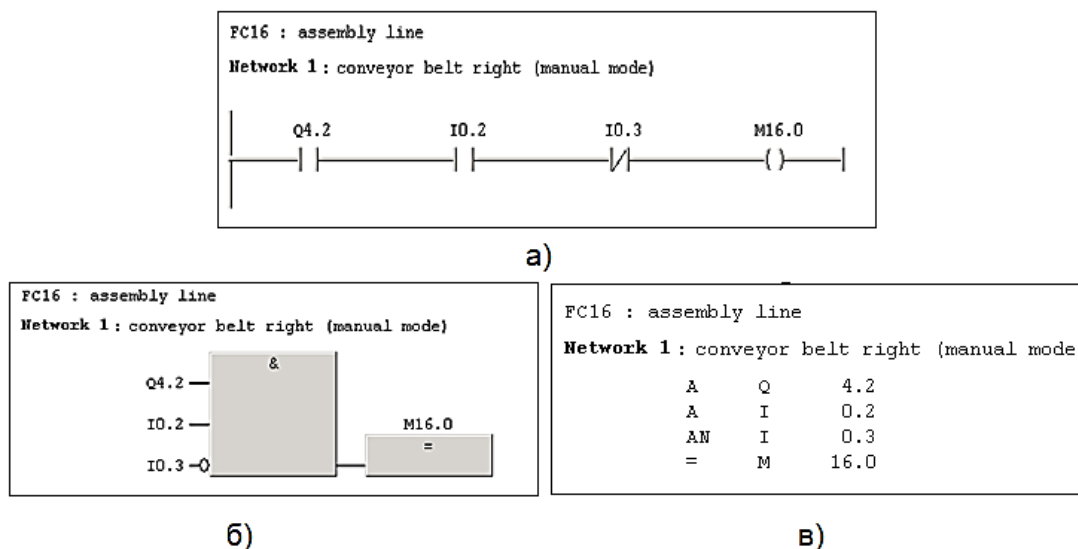 FC16 : assembly line
Network 1 : conveyor belt right (manual mode)
Q4.2 I0.2 I0.3 M16.0
( )
а)
FC16 : assembly line
Network 1 : conveyor belt right (manual mode)
&
Q4.2
I0.2 M16.0
=
I0.3
б)
FC16 : assembly line
Network 1 : conveyor belt right (manual mode
A Q 4.2
A I 0.2
AN I 0.3
= M 16.0
в)